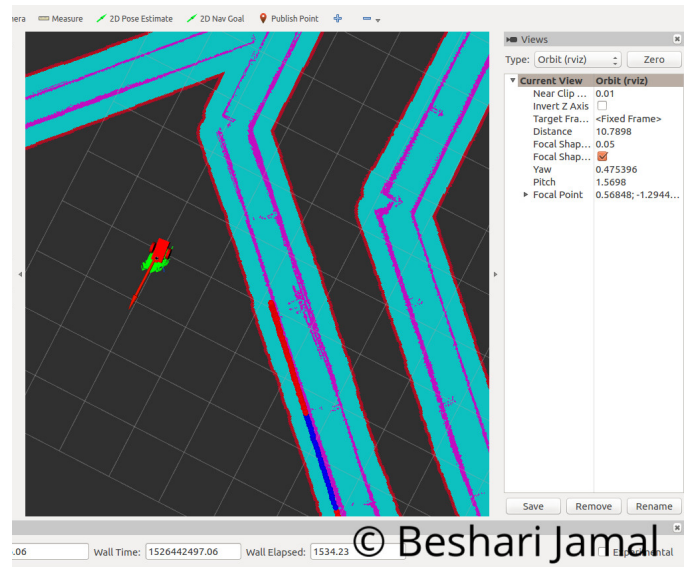 Measure 2D Pose Estimate 2D Nav Goal Publish Point
Views
Type: Orbit (rviz) Zero
Current View Orbit (rviz)
Near Clip ... 0.01
Invert Z Axis
Target Fra... <Fixed Frame>
Distance 10.7898
Focal Shap... 0.05
Focal Shap...
Yaw 0.475396
Pitch 1.5698
Focal Point 0.56848; -1.2944...
Save Remove Rename
.06 Wall Time: 1526442497.06 Wall Elapsed: 1534.23 Experimental
© Beshari Jamal